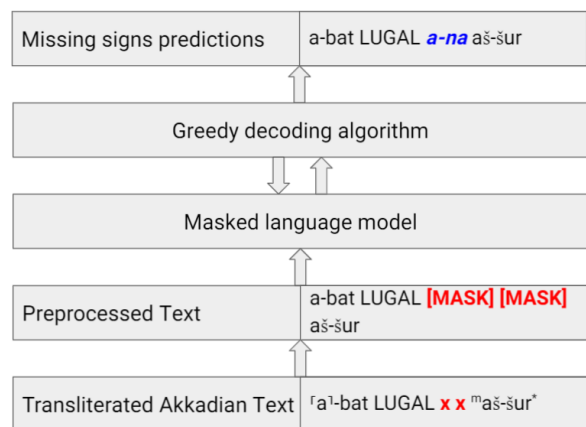 Missing signs predictions
a-bat LUGAL a-na aš-šur
Greedy decoding algorithm
Masked language model
Preprocessed Text
a-bat LUGAL [MASK] [MASK]
aš-šur
Transliterated Akkadian Text
⸢a⸣-bat LUGAL x x ᵐaš-šur*